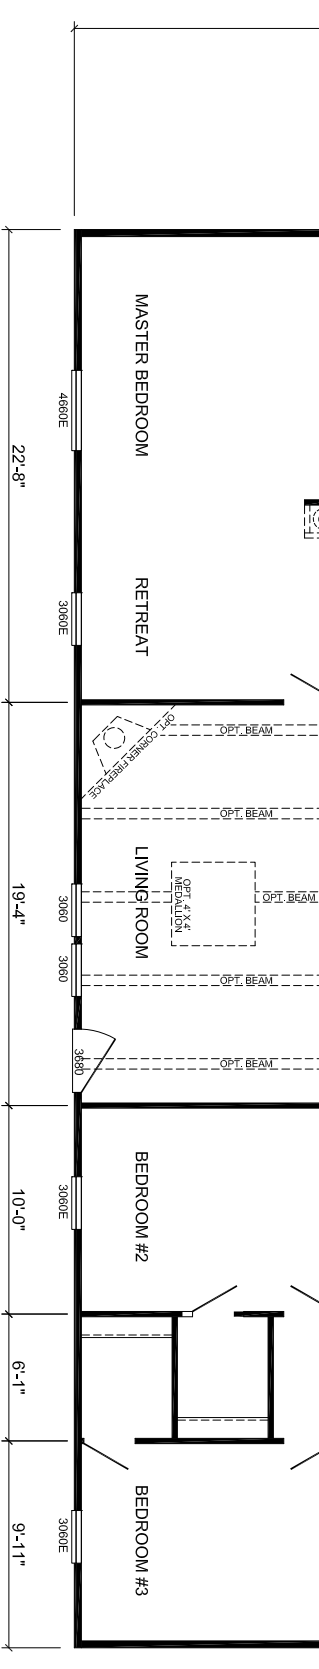 MASTER BEDROOM
4660E
22'-8"
RETREAT
3060E
OPT. CORNER FIREPLACE
OPT. BEAM
OPT. BEAM
LIVING ROOM
OPT. 4' X 4'
MEDALLION
OPT. BEAM
19'-4"
3060
3060
OPT. BEAM
3680
OPT. BEAM
BEDROOM #2
3060E
10'-0"
6'-1"
BEDROOM #3
3060E
9'-11"